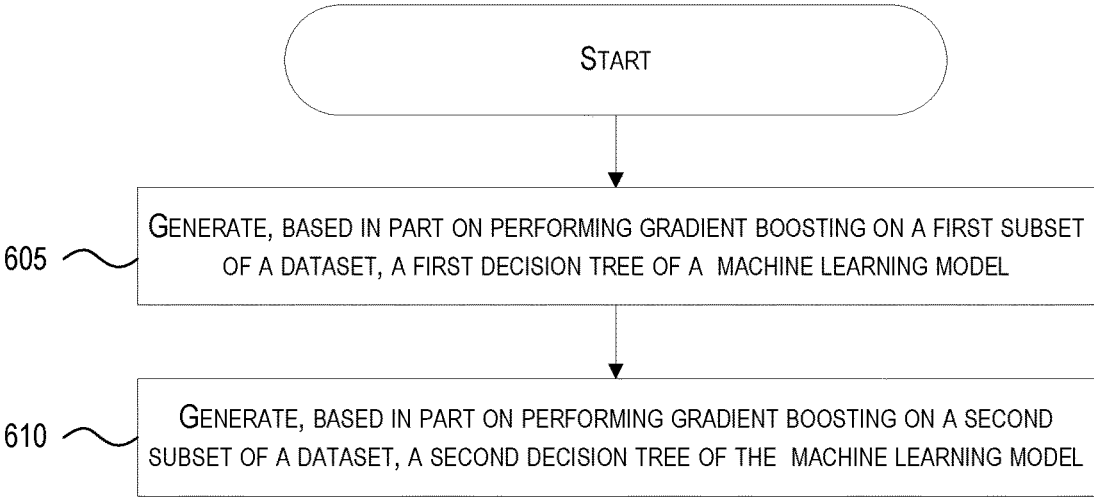 START
GENERATE, BASED IN PART ON PERFORMING GRADIENT BOOSTING ON A FIRST SUBSET
OF A DATASET, A FIRST DECISION TREE OF A MACHINE LEARNING MODEL
605
GENERATE, BASED IN PART ON PERFORMING GRADIENT BOOSTING ON A SECOND
SUBSET OF A DATASET, A SECOND DECISION TREE OF THE MACHINE LEARNING MODEL
610